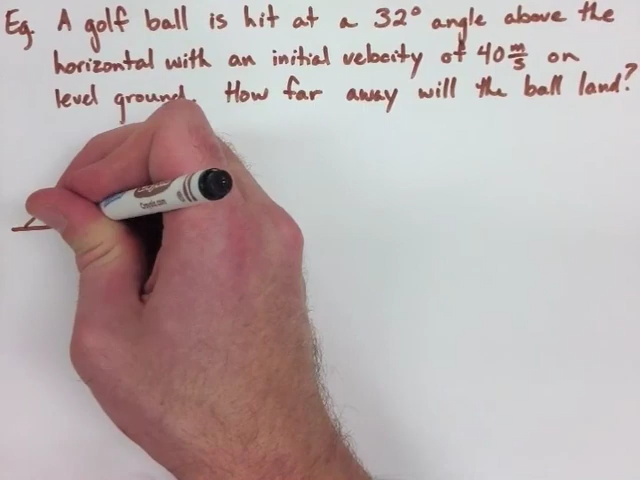 Eg. A golf ball is hit at a 32° angle above the
horizontal with an initial velocity of 40 m/s on
level ground. How far away will the ball land?